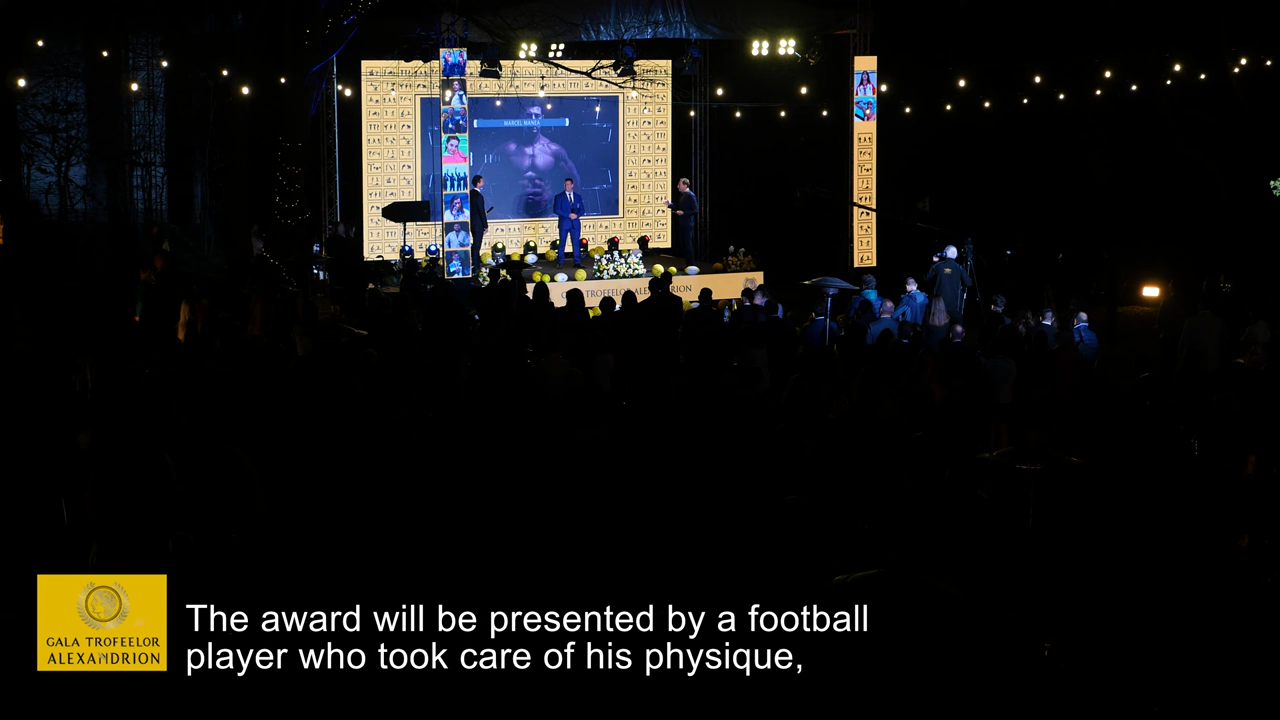 MARCEL MANEA
GALA TROFEELOR ALEXANDRION
GALA TROFEELOR
ALEXANDRION
The award will be presented by a football
player who took care of his physique,